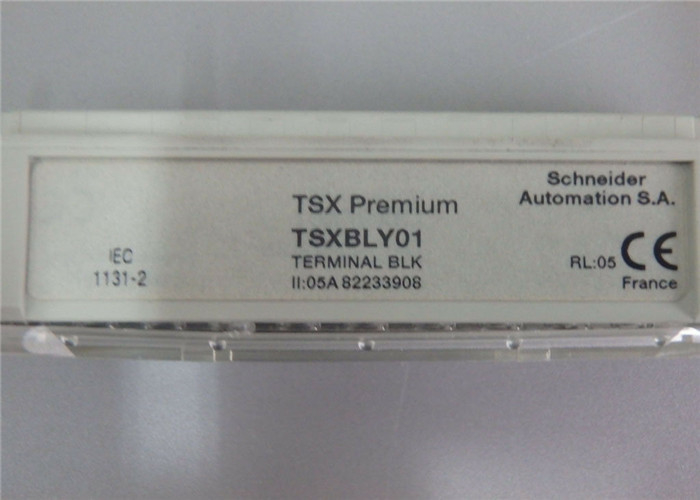 IEC
1131-2
TSX Premium
TSXBLY01
TERMINAL BLK
II:05A 82233908
Schneider
Automation S.A.
RL:05 CE
France